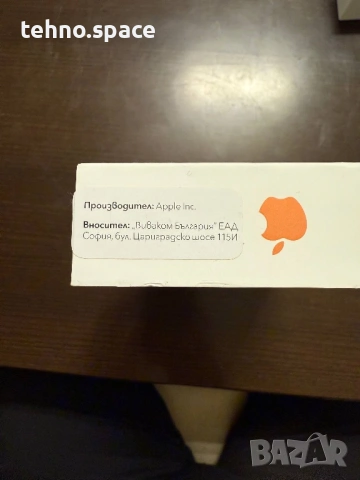 tehno.space
Производител: Apple Inc.
Вносител: „Виваком България" ЕАД
София, бул. Цариградско шосе 115И
BAZAR